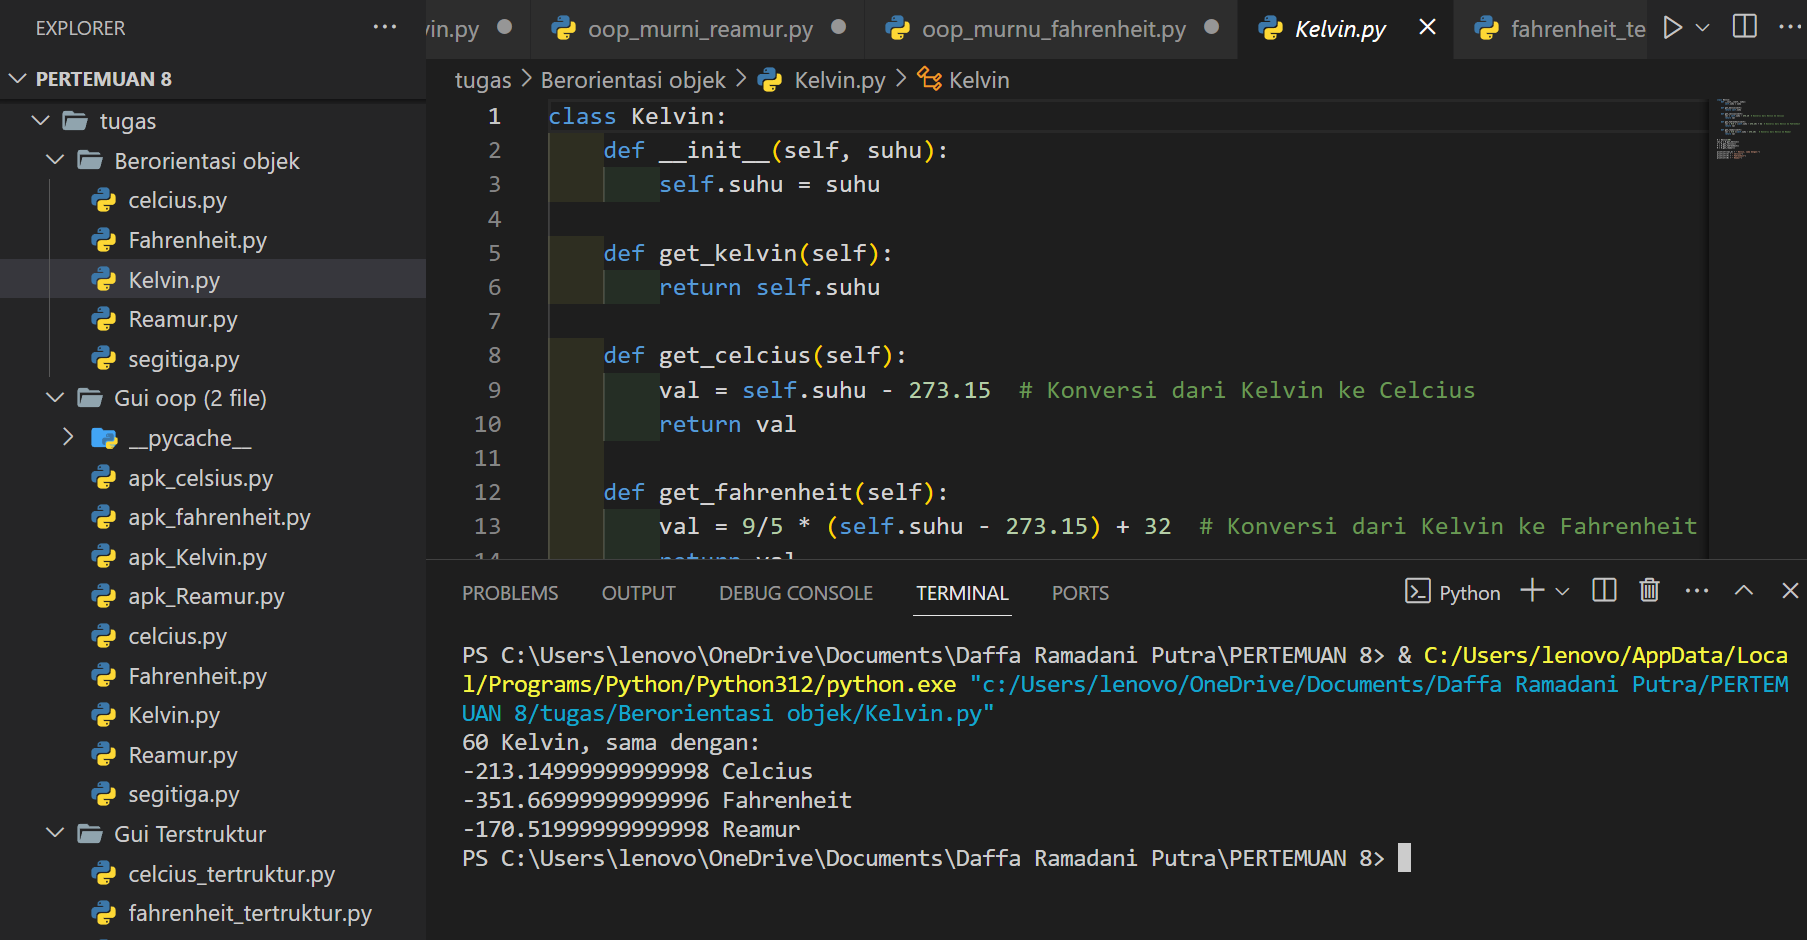 EXPLORER
PERTEMUAN 8
tugas
Berorientasi objek
celcius.py
Fahrenheit.py
Kelvin.py
Reamur.py
segitiga.py
Gui oop (2 file)
__pycache__
apk_celsius.py
apk_fahrenheit.py
apk_Kelvin.py
apk_Reamur.py
celcius.py
Fahrenheit.py
Kelvin.py
Reamur.py
segitiga.py
Gui Terstruktur
celcius_tertruktur.py
fahrenheit_tertruktur.py
vin.py oop_murni_reamur.py oop_murnu_fahrenheit.py Kelvin.py fahrenheit_te
tugas > Berorientasi objek > Kelvin.py > Kelvin
1 class Kelvin:
2 def __init__(self, suhu):
3 self.suhu = suhu
4
5 def get_kelvin(self):
6 return self.suhu
7
8 def get_celcius(self):
9 val = self.suhu - 273.15 # Konversi dari Kelvin ke Celcius
10 return val
11
12 def get_fahrenheit(self):
13 val = 9/5 * (self.suhu - 273.15) + 32 # Konversi dari Kelvin ke Fahrenheit
14 return val
PROBLEMS OUTPUT DEBUG CONSOLE TERMINAL PORTS Python
PS C:\Users\lenovo\OneDrive\Documents\Daffa Ramadani Putra\PERTEMUAN 8> & C:/Users/lenovo/AppData/Loca
l/Programs/Python/Python312/python.exe "c:/Users/lenovo/OneDrive/Documents/Daffa Ramadani Putra/PERTEM
UAN 8/tugas/Berorientasi objek/Kelvin.py"
60 Kelvin, sama dengan:
-213.14999999999998 Celcius
-351.66999999999996 Fahrenheit
-170.51999999999998 Reamur
PS C:\Users\lenovo\OneDrive\Documents\Daffa Ramadani Putra\PERTEMUAN 8>